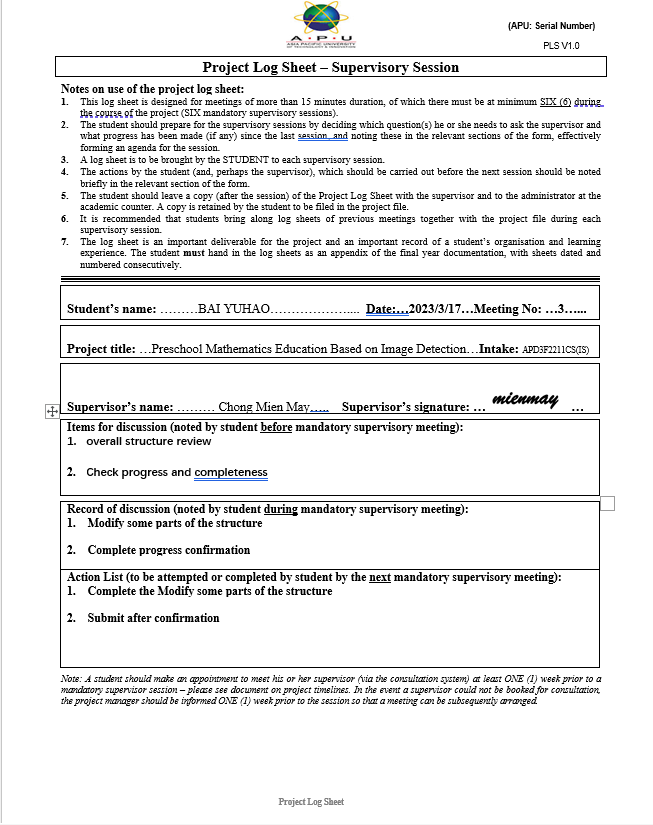 A • P • U
ASIA PACIFIC UNIVERSITY
OF TECHNOLOGY & INNOVATION
(APU: Serial Number)
PLS V1.0
Project Log Sheet – Supervisory Session
Notes on use of the project log sheet:
1. This log sheet is designed for meetings of more than 15 minutes duration, of which there must be at minimum SIX (6) during
the course of the project (SIX mandatory supervisory sessions).
2. The student should prepare for the supervisory sessions by deciding which question(s) he or she needs to ask the supervisor and
what progress has been made (if any) since the last session, and noting these in the relevant sections of the form, effectively
forming an agenda for the session.
3. A log sheet is to be brought by the STUDENT to each supervisory session.
4. The actions by the student (and, perhaps the supervisor), which should be carried out before the next session should be noted
briefly in the relevant section of the form.
5. The student should leave a copy (after the session) of the Project Log Sheet with the supervisor and to the administrator at the
academic counter. A copy is retained by the student to be filed in the project file.
6. It is recommended that students bring along log sheets of previous meetings together with the project file during each
supervisory session.
7. The log sheet is an important deliverable for the project and an important record of a student's organisation and learning
experience. The student must hand in the log sheets as an appendix of the final year documentation, with sheets dated and
numbered consecutively.
Student's name: ………BAI YUHAO……………….... Date:…2023/3/17…Meeting No: …3…...
Project title: …Preschool Mathematics Education Based on Image Detection…Intake: APD3F2211CS(IS)
Supervisor's name: ……… Chong Mien May….. Supervisor's signature: … mienmay …
Items for discussion (noted by student before mandatory supervisory meeting):
1. overall structure review
2. Check progress and completeness
Record of discussion (noted by student during mandatory supervisory meeting):
1. Modify some parts of the structure
2. Complete progress confirmation
Action List (to be attempted or completed by student by the next mandatory supervisory meeting):
1. Complete the Modify some parts of the structure
2. Submit after confirmation
Note: A student should make an appointment to meet his or her supervisor (via the consultation system) at least ONE (1) week prior to a
mandatory supervisor session – please see document on project timelines. In the event a supervisor could not be booked for consultation,
the project manager should be informed ONE (1) week prior to the session so that a meeting can be subsequently arranged.
Project Log Sheet